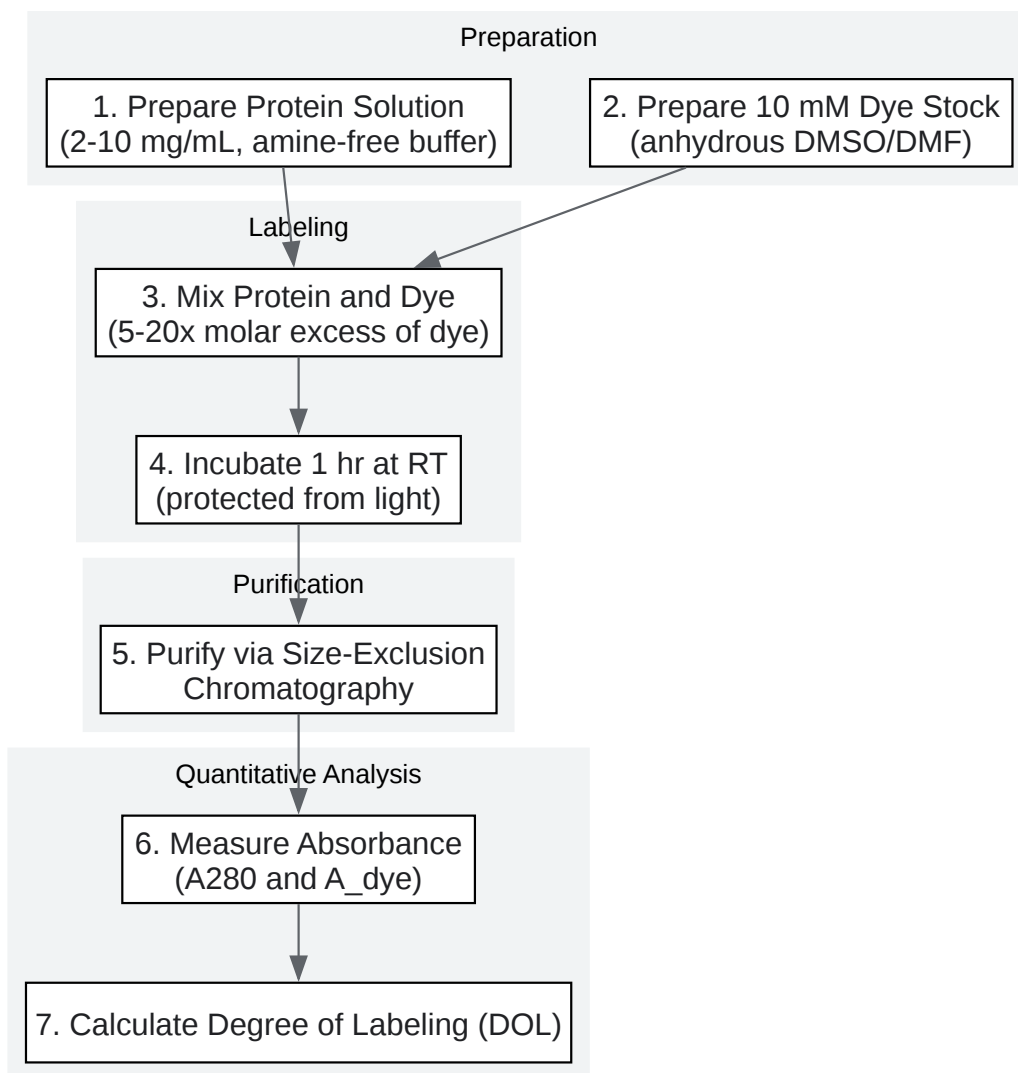 Preparation
1. Prepare Protein Solution
(2-10 mg/mL, amine-free buffer)
2. Prepare 10 mM Dye Stock
(anhydrous DMSO/DMF)
Labeling
3. Mix Protein and Dye
(5-20x molar excess of dye)
4. Incubate 1 hr at RT
(protected from light)
Purification
5. Purify via Size-Exclusion
Chromatography
Quantitative Analysis
6. Measure Absorbance
(A280 and A_dye)
7. Calculate Degree of Labeling (DOL)